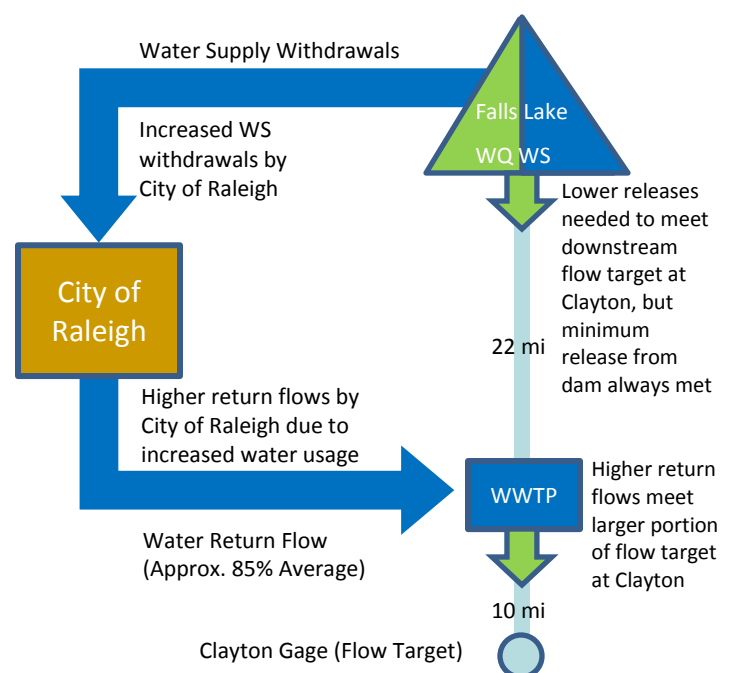 Water Supply Withdrawals
Increased WS
withdrawals by
City of Raleigh
Falls Lake
WQ WS
Lower releases
needed to meet
downstream
flow target at
Clayton, but
minimum
release from
dam always met
22 mi
City of
Raleigh
Higher return flows by
City of Raleigh due to
increased water usage
Water Return Flow
(Approx. 85% Average)
WWTP
Higher return
flows meet
larger portion
of flow target
at Clayton
10 mi
Clayton Gage (Flow Target)